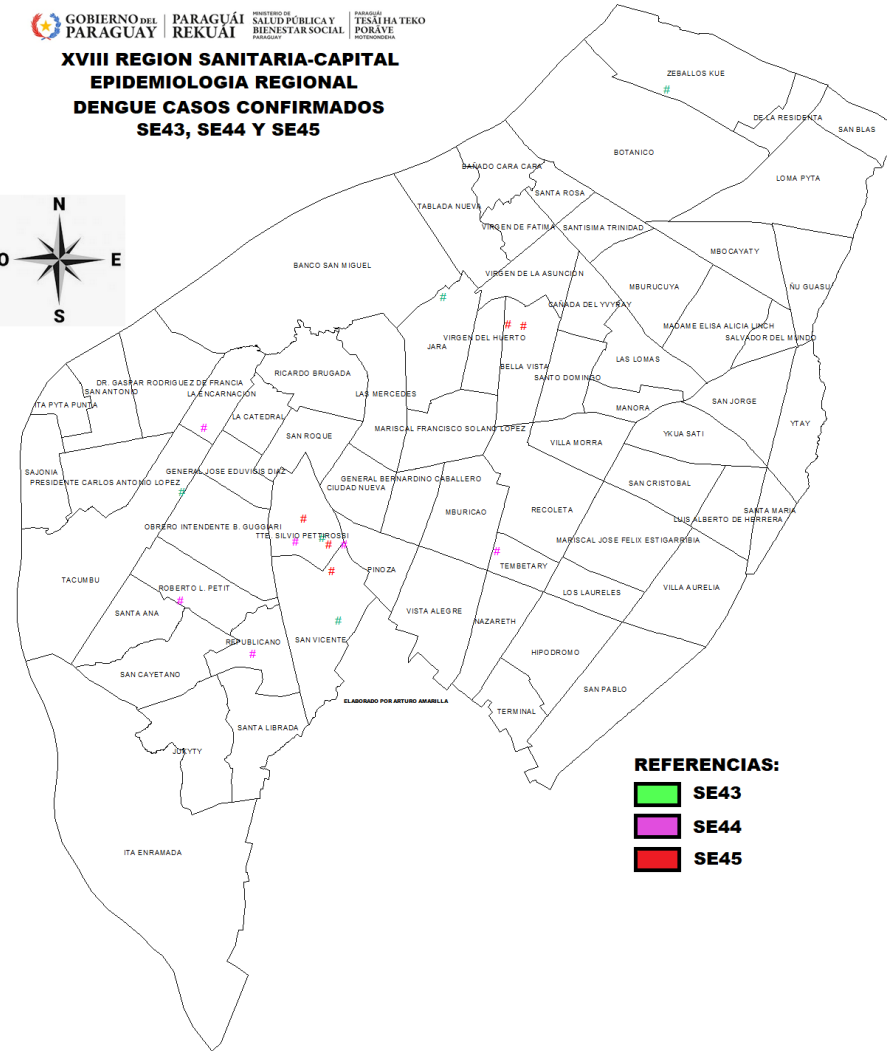 GOBIERNO DEL PARAGUAY
PARAGUÁI REKUÁI
MINISTERIO DE SALUD PÚBLICA Y BIENESTAR SOCIAL PARAGUAY
PARAGUÁI TESÃI HA TEKO PORÃVE MOTENONDEHA
XVIII REGION SANITARIA-CAPITAL
EPIDEMIOLOGIA REGIONAL
DENGUE CASOS CONFIRMADOS
SE43, SE44 Y SE45
N
O
E
S
ZEBALLOS KUE
#
DE LA RESIDENTA
SAN BLAS
BOTANICO
BAÑADO CARA CARA
LOMA PYTA
SANTA ROSA
TABLADA NUEVA
VIRGEN DE FATIMA
SANTISIMA TRINIDAD
MBOCAYATY
BANCO SAN MIGUEL
VIRGEN DE LA ASUNCION
MBURUCUYA
ÑU GUASU
#
CAÑADA DEL YVYRAY
# #
MADAME ELISA ALICIA LINCH
VIRGEN DEL HUERTO
SALVADOR DEL MUNDO
JARA
LAS LOMAS
BELLA VISTA
RICARDO BRUGADA
SANTO DOMINGO
DR. GASPAR RODRIGUEZ DE FRANCIA
SAN ANTONIO
LA ENCARNACION
LAS MERCEDES
SAN JORGE
ITA PYTA PUNTA
MANORA
LA CATEDRAL
YTAY
#
MARISCAL FRANCISCO SOLANO LOPEZ
SAN ROQUE
YKUA SATI
VILLA MORRA
SAJONIA
GENERAL JOSE EDUVIGIS DIAZ
PRESIDENTE CARLOS ANTONIO LOPEZ
GENERAL BERNARDINO CABALLERO
SAN CRISTOBAL
CIUDAD NUEVA
#
MBURICAO
RECOLETA
SANTA MARIA
LUIS ALBERTO DE HERRERA
#
OBRERO INTENDENTE B. GUGGIARI
TTE. SILVIO PETTIROSSI
# # # #
MARISCAL JOSE FELIX ESTIGARRIBIA
#
TEMBETARY
PINOZA
#
TACUMBU
ROBERTO L. PETIT
LOS LAURELES
VILLA AURELIA
#
SANTA ANA
VISTA ALEGRE
NAZARETH
#
REPUBLICANO
SAN VICENTE
#
HIPODROMO
SAN CAYETANO
SAN PABLO
ELABORADO POR ARTURO AMARILLA
TERMINAL
SANTA LIBRADA
JUKYTY
ITA ENRAMADA
REFERENCIAS:
SE43
SE44
SE45